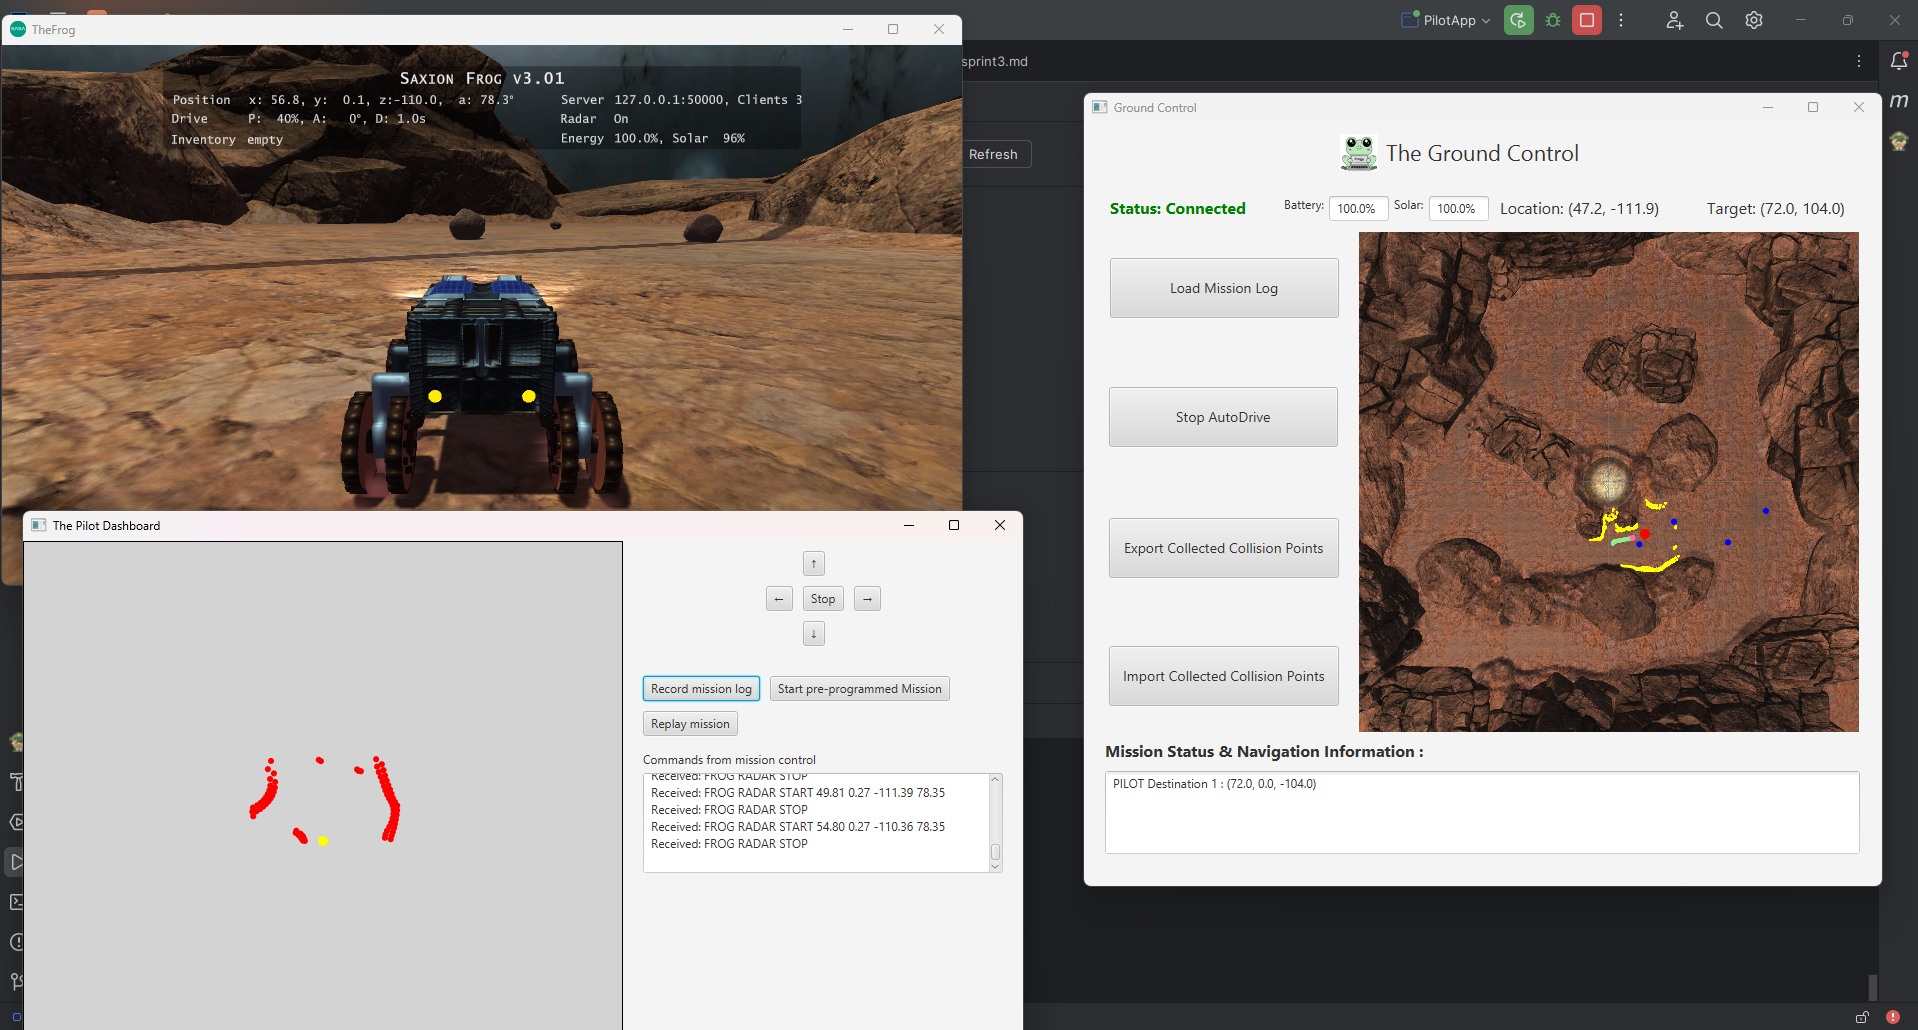 TheFrog
Saxion Frog v3.01
Position x: 56.8, y: 0.1, z:-110.0, a: 78.3°
Drive P: 40%, A: 0°, D: 1.0s
Inventory empty
Server 127.0.0.1:50000, Clients 3
Radar On
Energy 100.0%, Solar 96%
PilotApp
sprint3.md
Refresh
m
The Pilot Dashboard
↑
← Stop →
↓
Record mission log
Start pre-programmed Mission
Replay mission
Commands from mission control
Received: FROG RADAR STOP
Received: FROG RADAR START 49.81 0.27 -111.39 78.35
Received: FROG RADAR STOP
Received: FROG RADAR START 54.80 0.27 -110.36 78.35
Received: FROG RADAR STOP
Ground Control
The Ground Control
Status: Connected
Battery: 100.0% Solar: 100.0%
Location: (47.2, -111.9)
Target: (72.0, 104.0)
Load Mission Log
Stop AutoDrive
Export Collected Collision Points
Import Collected Collision Points
Mission Status & Navigation Information :
PILOT Destination 1 : (72.0, 0.0, -104.0)